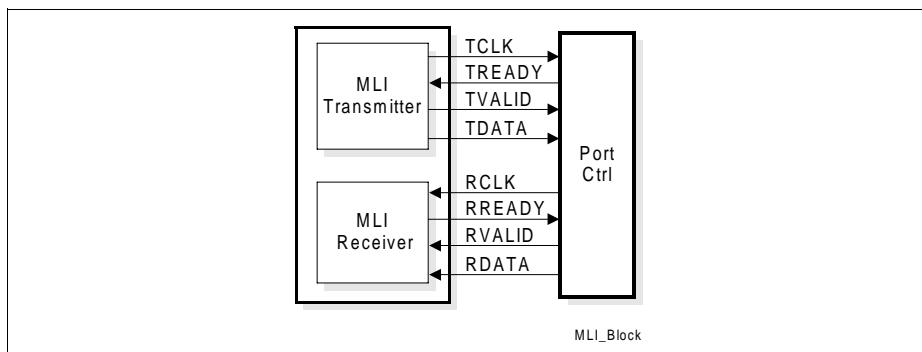 TCLK
TREADY
MLI
Transmitter
TVALID
TDATA
Port
Ctrl
RCLK
RREADY
MLI
Receiver
RVALID
RDATA
MLI_Block